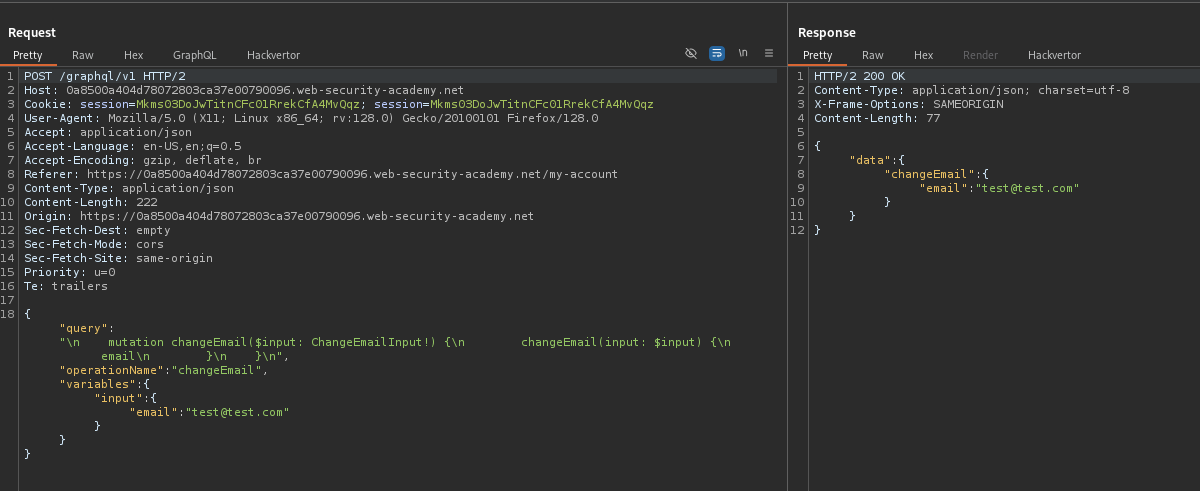 Request
Pretty Raw Hex GraphQL Hackvertor \n
1 POST /graphql/v1 HTTP/2
2 Host: 0a8500a404d78072803ca37e00790096.web-security-academy.net
3 Cookie: session=Mkms03DoJwTitnCFc01RrekCfA4MvQqz; session=Mkms03DoJwTitnCFc01RrekCfA4MvQqz
4 User-Agent: Mozilla/5.0 (X11; Linux x86_64; rv:128.0) Gecko/20100101 Firefox/128.0
5 Accept: application/json
6 Accept-Language: en-US,en;q=0.5
7 Accept-Encoding: gzip, deflate, br
8 Referer: https://0a8500a404d78072803ca37e00790096.web-security-academy.net/my-account
9 Content-Type: application/json
10 Content-Length: 222
11 Origin: https://0a8500a404d78072803ca37e00790096.web-security-academy.net
12 Sec-Fetch-Dest: empty
13 Sec-Fetch-Mode: cors
14 Sec-Fetch-Site: same-origin
15 Priority: u=0
16 Te: trailers
17
18 {
"query":
"\n    mutation changeEmail($input: ChangeEmailInput!) {\n        changeEmail(input: $input) {\n
email\n        }\n    }\n",
"operationName":"changeEmail",
"variables":{
"input":{
"email":"test@test.com"
}
}
}
Response
Pretty Raw Hex Render Hackvertor
1 HTTP/2 200 OK
2 Content-Type: application/json; charset=utf-8
3 X-Frame-Options: SAMEORIGIN
4 Content-Length: 77
5
6 {
7 "data":{
8 "changeEmail":{
9 "email":"test@test.com"
10 }
11 }
12 }